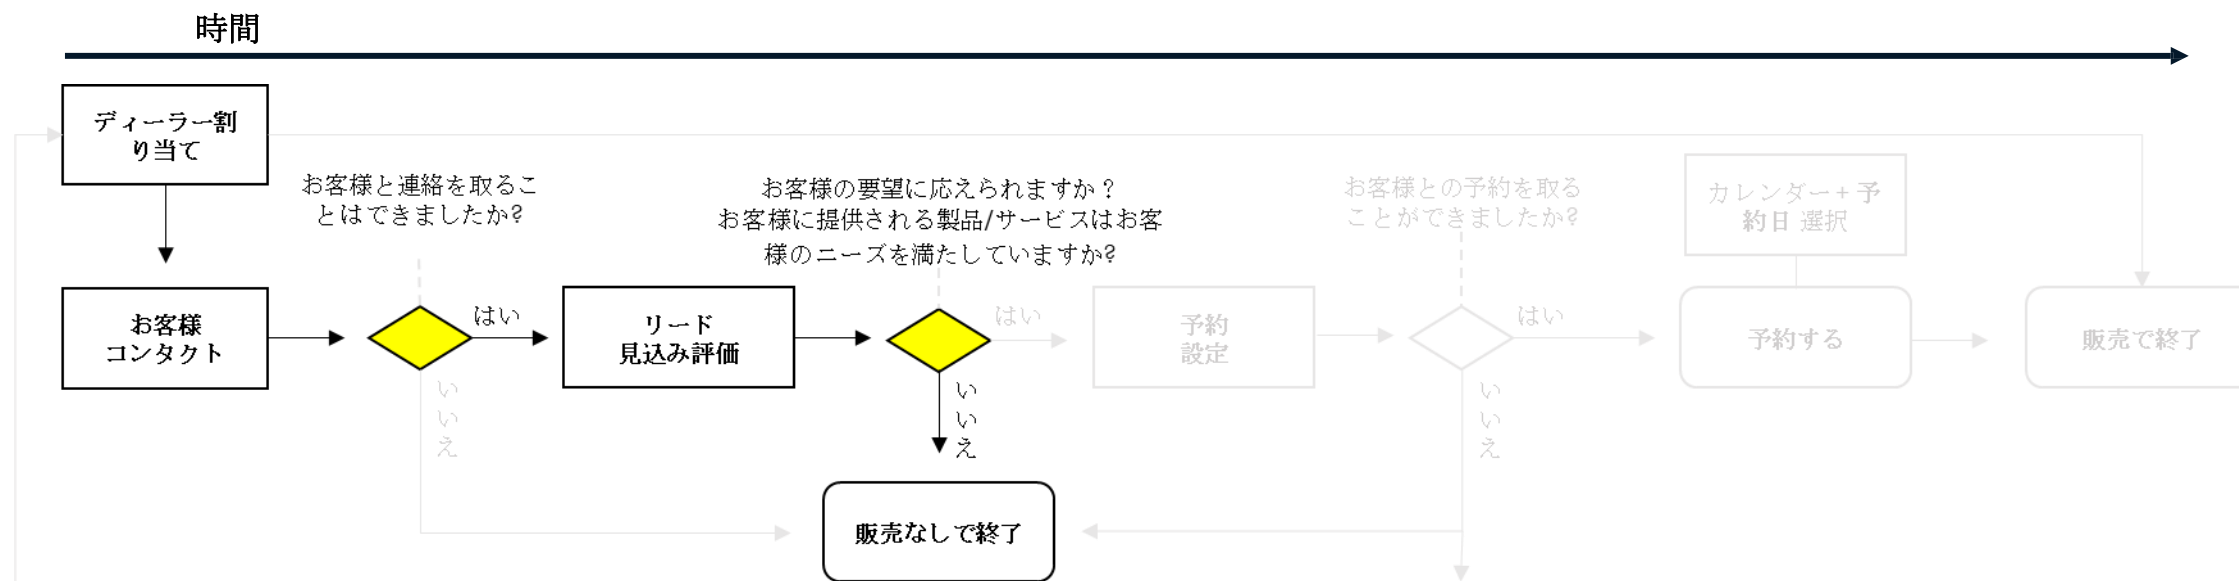 時間
ディーラー割
り当て
お客様と連絡を取るこ
とはできましたか?
お客様の要望に応えられますか？
お客様に提供される製品/サービスはお客
様のニーズを満たしていますか?
お客様との予約を取る
ことができましたか?
カレンダー+ 予
約日 選択
お客様
コンタクト
はい
いいえ
リード
見込み評価
はい
いいえ
予約
設定
はい
いいえ
予約する
販売で終了
販売なしで終了